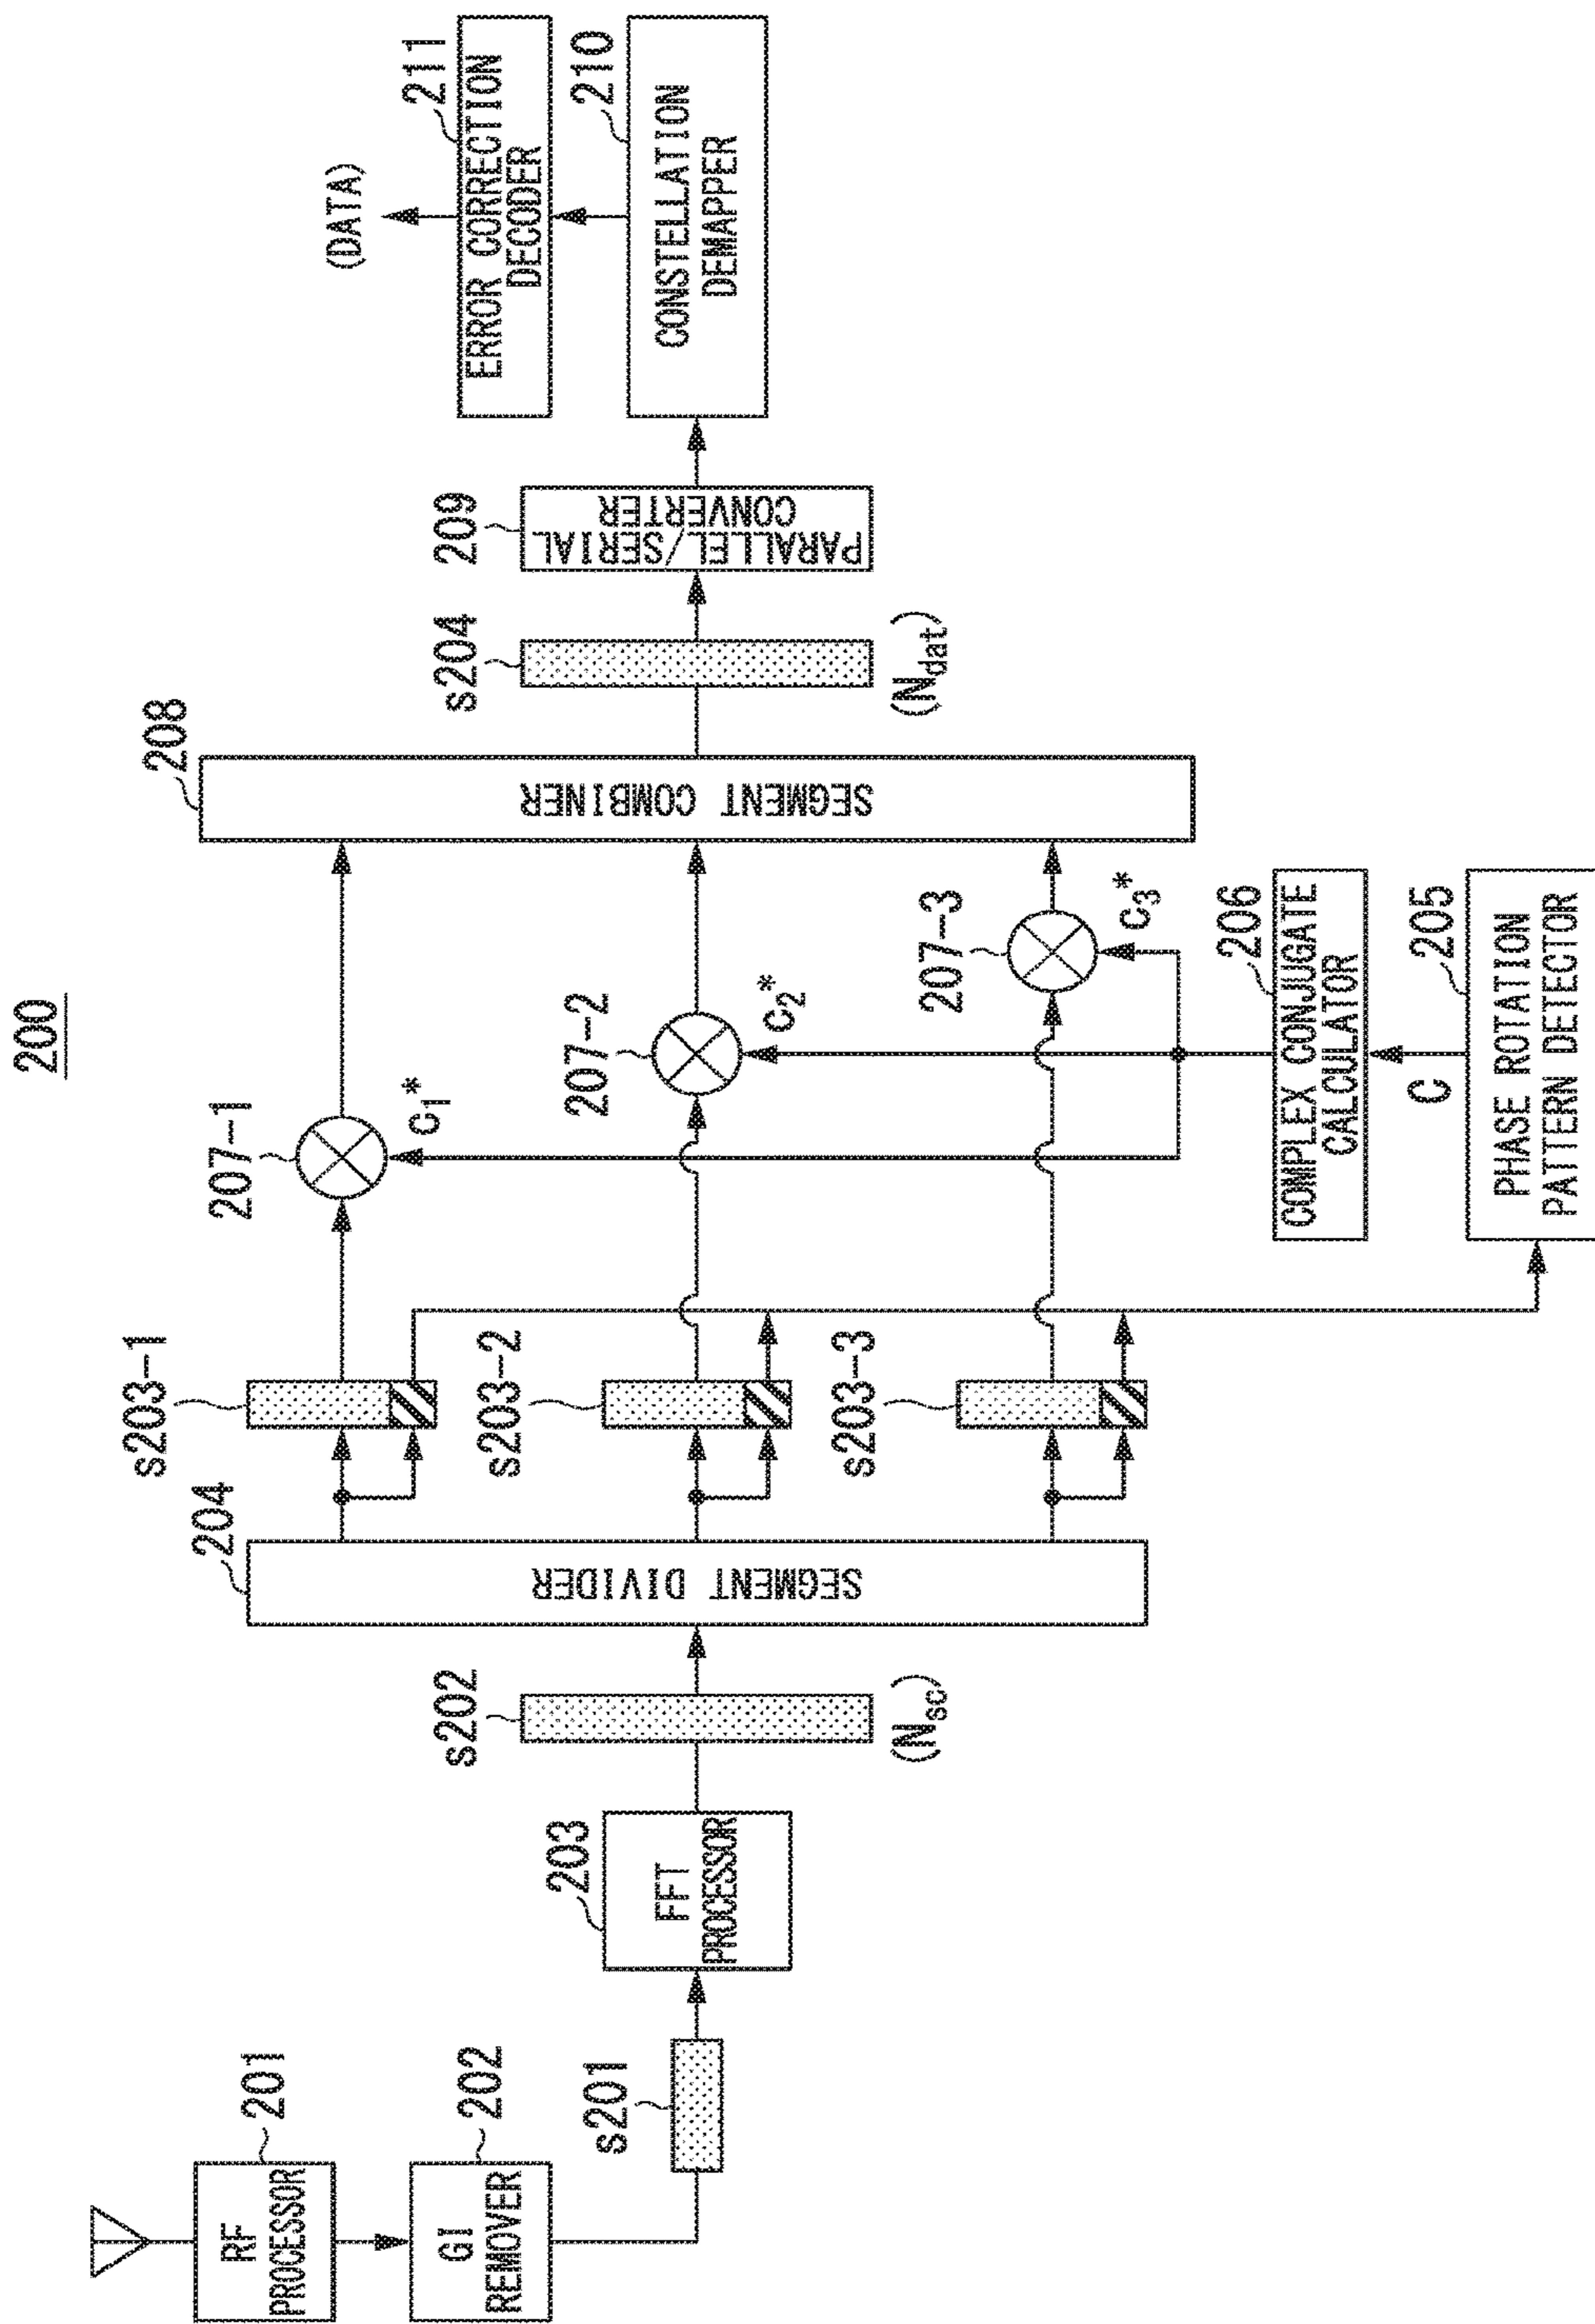 200
201
RF
PROCESSOR
202
GI
REMOVER
s201
203
FFT
PROCESSOR
s202
(Nsc)
204
SEGMENT DIVIDER
s203-1
s203-2
s203-3
207-1
c1*
207-2
c2*
207-3
c3*
205
PHASE ROTATION
PATTERN DETECTOR
C
206
COMPLEX CONJUGATE
CALCULATOR
208
SEGMENT COMBINER
s204
(Ndat)
209
PARALLEL/SERIAL
CONVERTER
210
CONSTELLATION
DEMAPPER
211
ERROR CORRECTION
DECODER
(DATA)